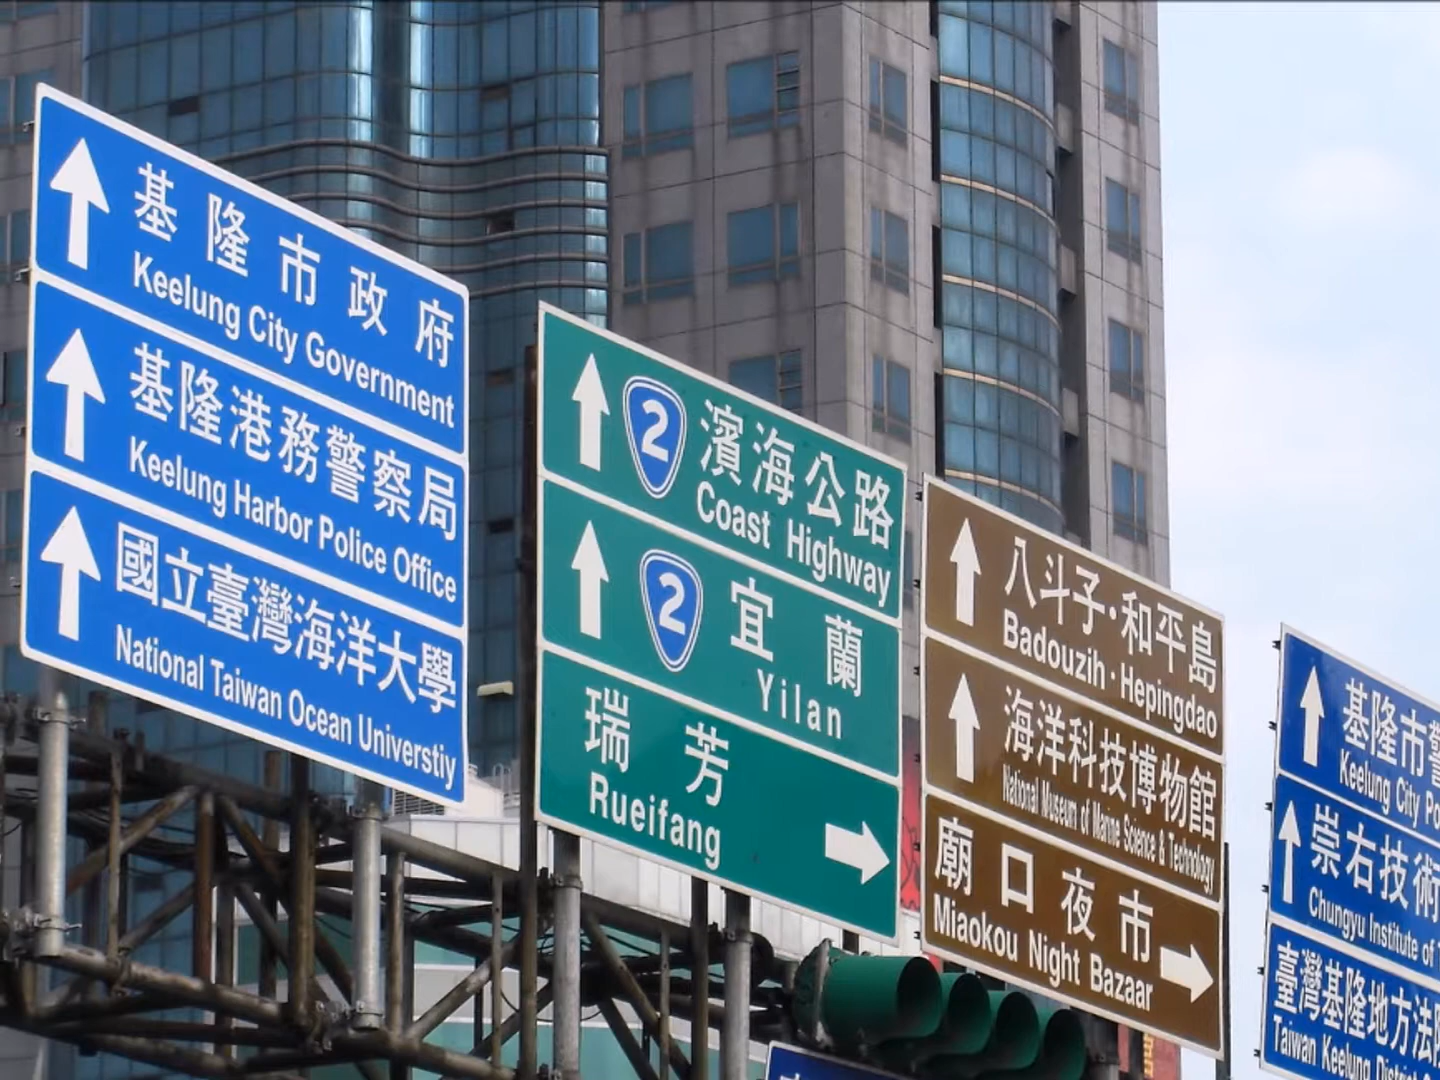 基隆市政府
Keelung City Government
基隆港務警察局
Keelung Harbor Police Office
國立臺灣海洋大學
National Taiwan Ocean Universtiy
2 濱海公路
Coast Highway
2 宜蘭
Yilan
瑞芳
Rueifang
八斗子·和平島
Badouzih·Hepingdao
海洋科技博物館
National Museum of Marine Science & Technology
廟口夜市
Miaokou Night Bazaar
基隆市警
Keelung City Po
崇右技術
Chungyu Institute of
臺灣基隆地方法院
Taiwan Keelung District